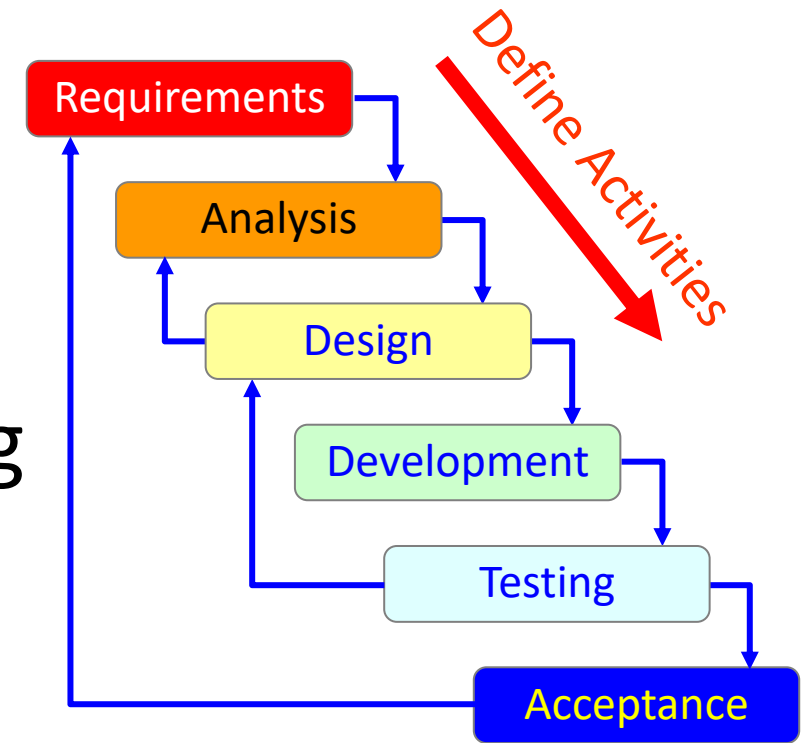 Requirements
Define Activities
Analysis
Design
g
Development
Testing
Acceptance